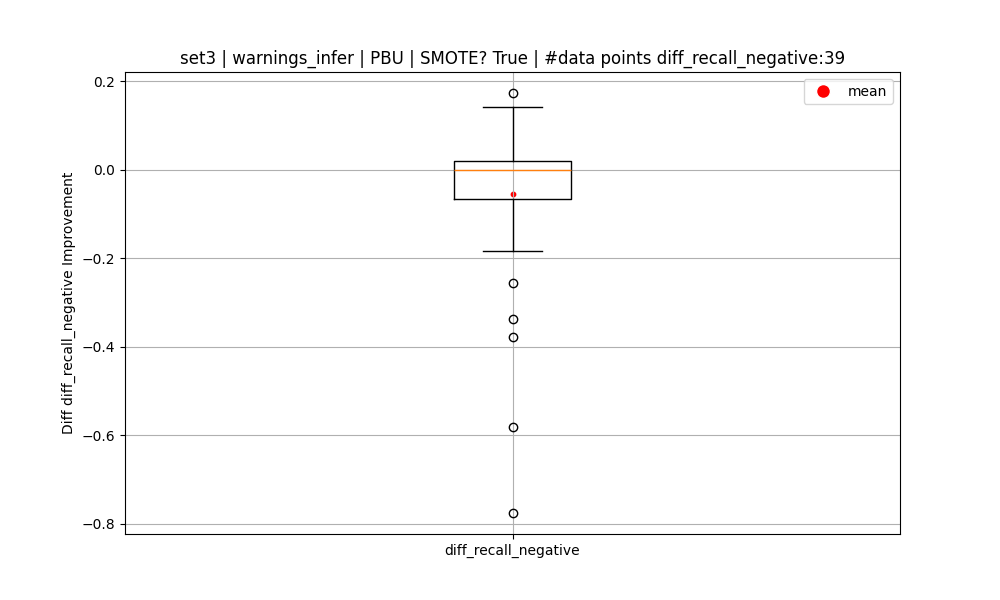 set3 | warnings_infer | PBU | SMOTE? True | #data points diff_recall_negative:39
mean
0.2
0.0
−0.2
−0.4
−0.6
−0.8
Diff diff_recall_negative Improvement
diff_recall_negative